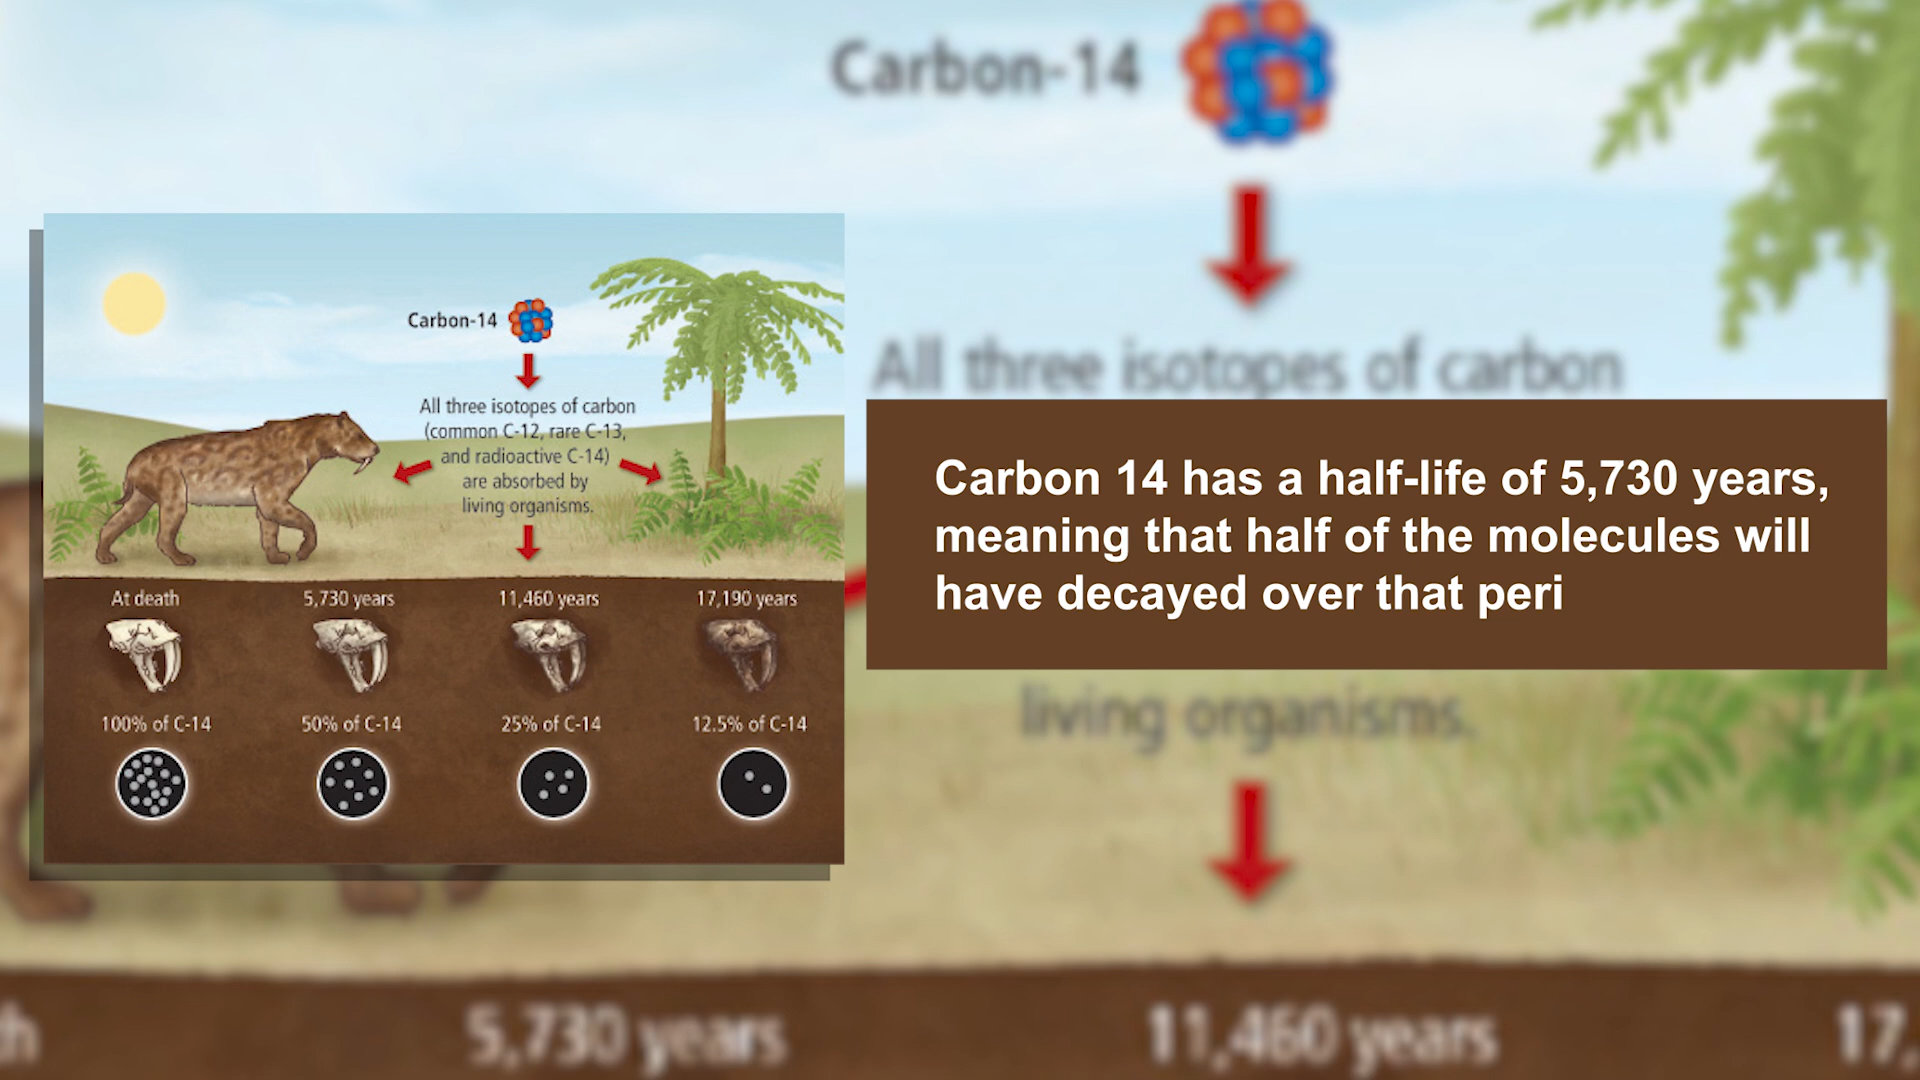 Carbon-14
All three isotopes of carbon
living organisms.
5,730 years
11,460 years
17,
Carbon-14
All three isotopes of carbon
(common C-12, rare C-13,
and radioactive C-14)
are absorbed by
living organisms.
At death
5,730 years
11,460 years
17,190 years
100% of C-14
50% of C-14
25% of C-14
12.5% of C-14
Carbon 14 has a half-life of 5,730 years,
meaning that half of the molecules will
have decayed over that peri